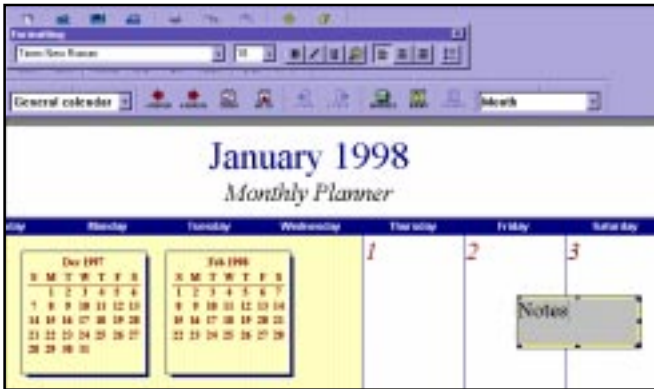 Formatting
Times New Roman
General calendar
Month
January 1998
Monthly Planner
Monday Tuesday Wednesday Thursday Friday Saturday
1 2 3
Dec 1997
S M T W T F S
1 2 3 4 5 6
7 8 9 10 11 12 13
14 15 16 17 18 19 20
21 22 23 24 25 26 27
28 29 30 31
Feb 1998
S M T W T F S
1 2 3 4 5 6 7
8 9 10 11 12 13 14
15 16 17 18 19 20 21
22 23 24 25 26 27 28
Notes